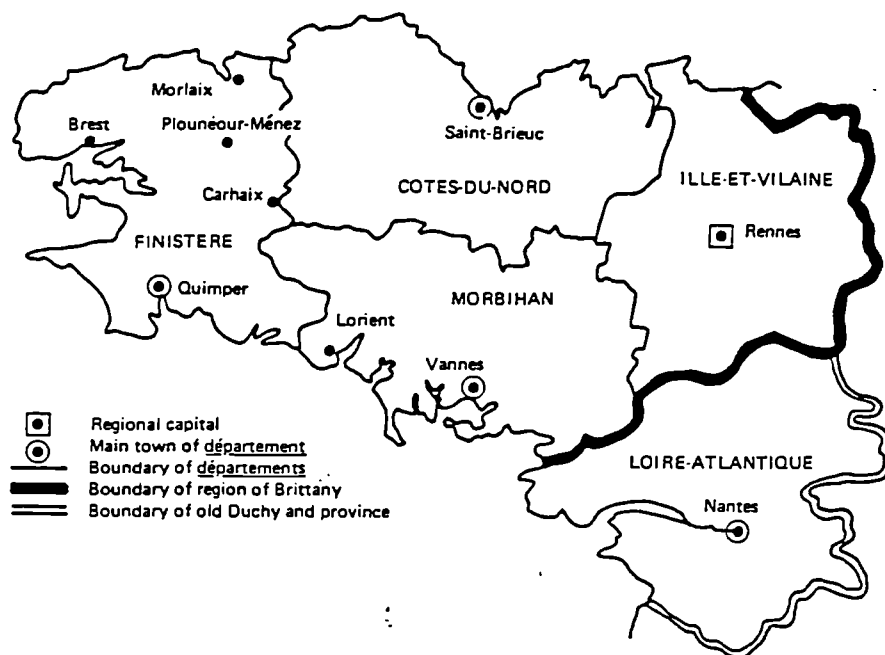 Morlaix
Brest
Plounéour-Ménez
Saint-Brieuc
Carhaix
COTES-DU-NORD
ILLE-ET-VILAINE
Rennes
FINISTERE
Quimper
MORBIHAN
Lorient
Vannes
LOIRE-ATLANTIQUE
Nantes
Regional capital
Main town of département
Boundary of départements
Boundary of region of Brittany
Boundary of old Duchy and province